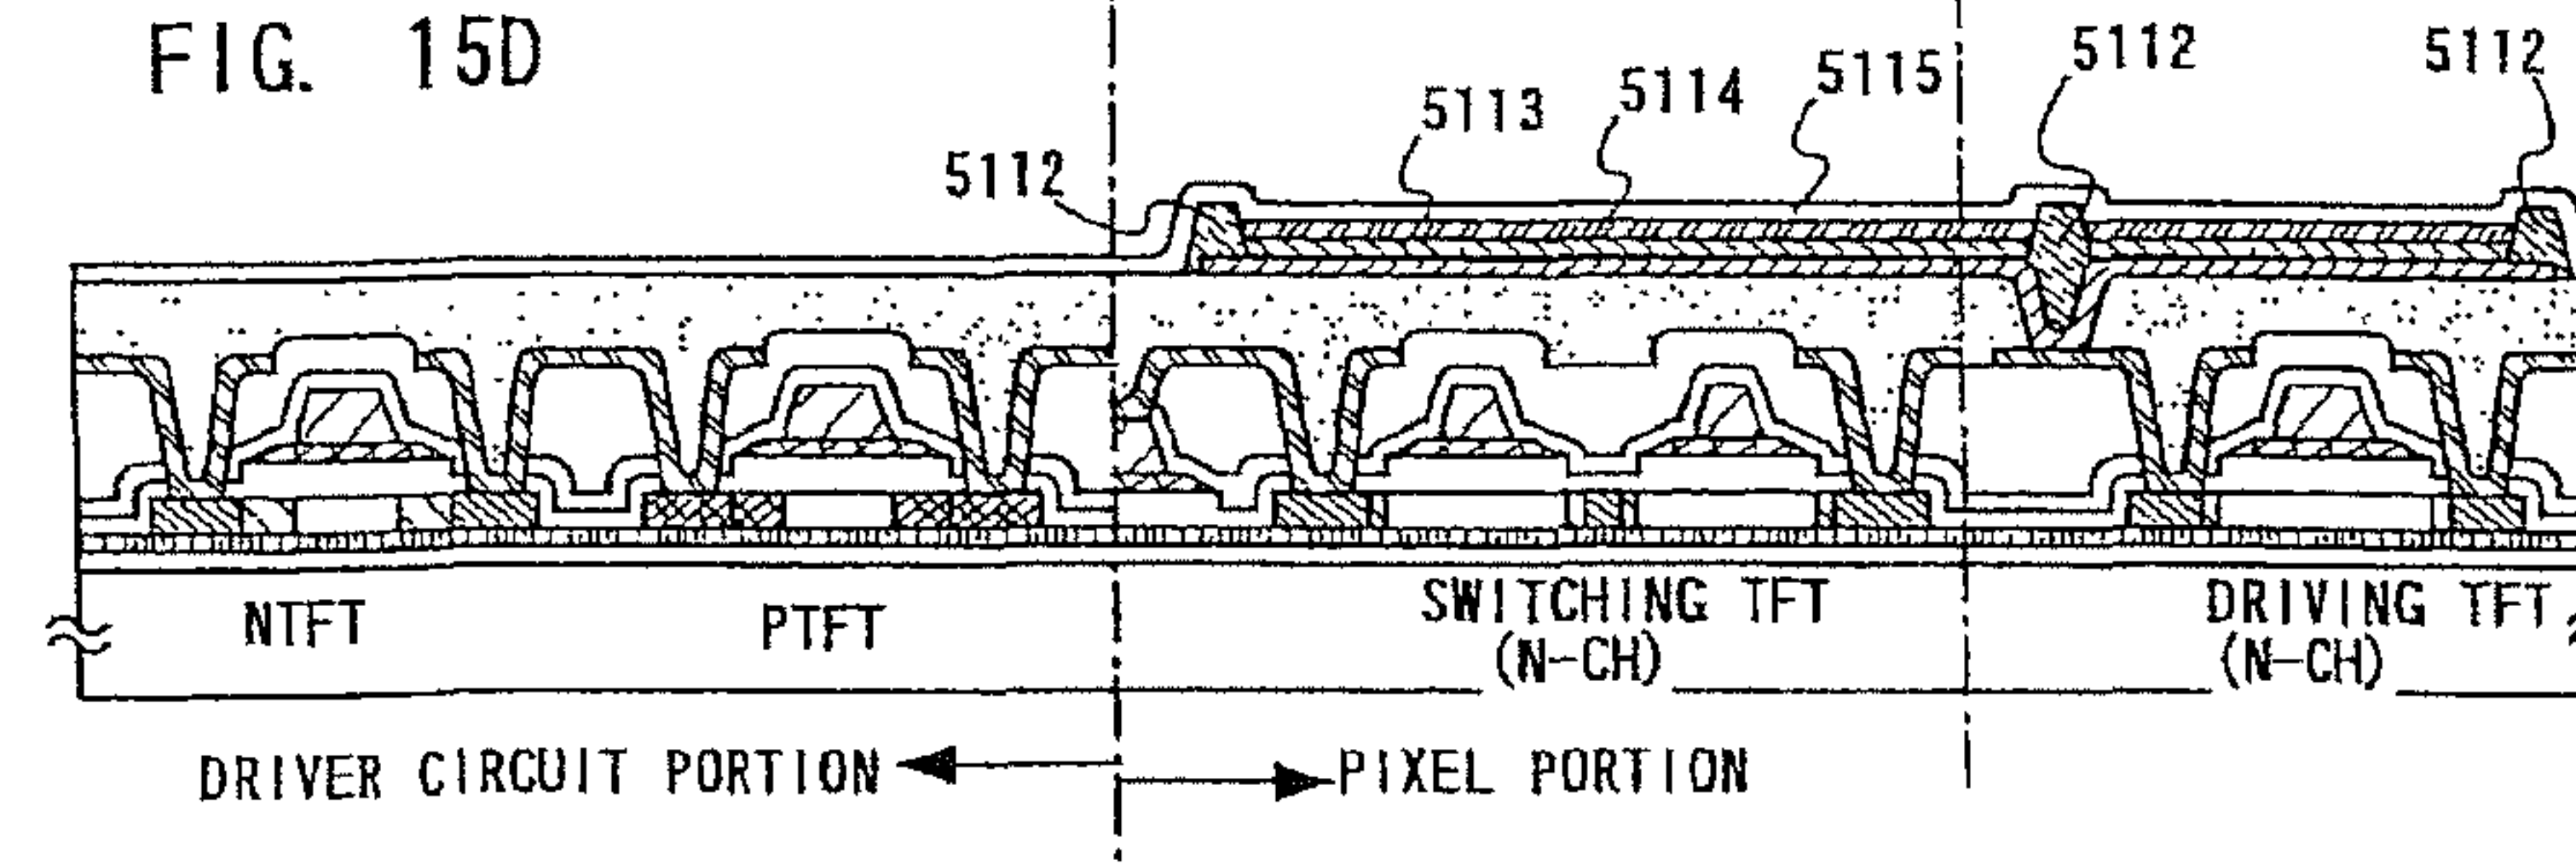 FIG. 15D
5112
5113
5114
5115
5112
5112
NTFT
PTFT
SWITCHING TFT
(N-CH)
DRIVING TFT
(N-CH)
DRIVER CIRCUIT PORTION
PIXEL PORTION